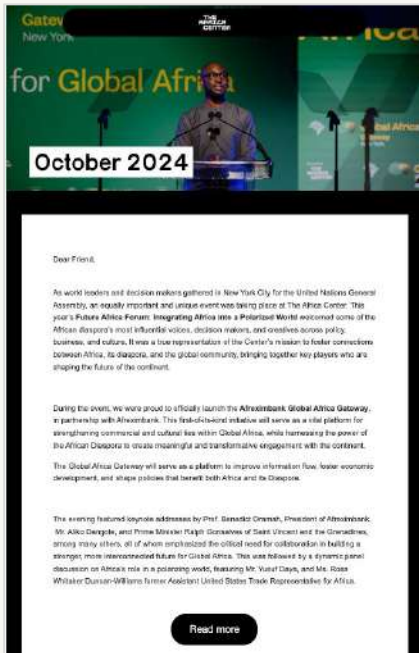 THE
AFRICA
CENTER
Gatew
New York
for Global Africa
Africa
Global Africa
Gateway
October 2024
Dear Friend,
As world leaders and decision makers gathered in New York City for the United Nations General
Assembly, an equally important and unique event was taking place at The Africa Center. This
year's Future Africa Forum: Integrating Africa into a Polarized World welcomed some of the
African diaspora's most influential voices, decision makers, and creatives across policy,
business, and culture. It was a true representation of the Center's mission to foster connections
between Africa, its diaspora, and the global community, bringing together key players who are
shaping the future of the continent.
During the event, we were proud to officially launch the Afreximbank Global Africa Gateway,
in partnership with Afreximbank. This first-of-its-kind initiative will serve as a vital platform for
strengthening commercial and cultural ties within Global Africa, while harnessing the power of
the African Diaspora to create meaningful and transformative engagement with the continent.
The Global Africa Gateway will serve as a platform to improve information flow, foster economic
development, and shape policies that benefit both Africa and its Diaspora.
The evening featured keynote addresses by Prof. Benedict Oramah, President of Afreximbank,
Mr. Aliko Dangote, and Prime Minister Ralph Gonsalves of Saint Vincent and the Grenadines,
among many others, all of whom emphasized the critical need for collaboration in building a
stronger, more interconnected future for Global Africa. This was followed by a dynamic panel
discussion on Africa's role in a polarizing world, featuring Mr. Yusuf Daya, and Ms. Rosa
Whitaker Duncan-Williams former Assistant United States Trade Representative for Africa.
Read more